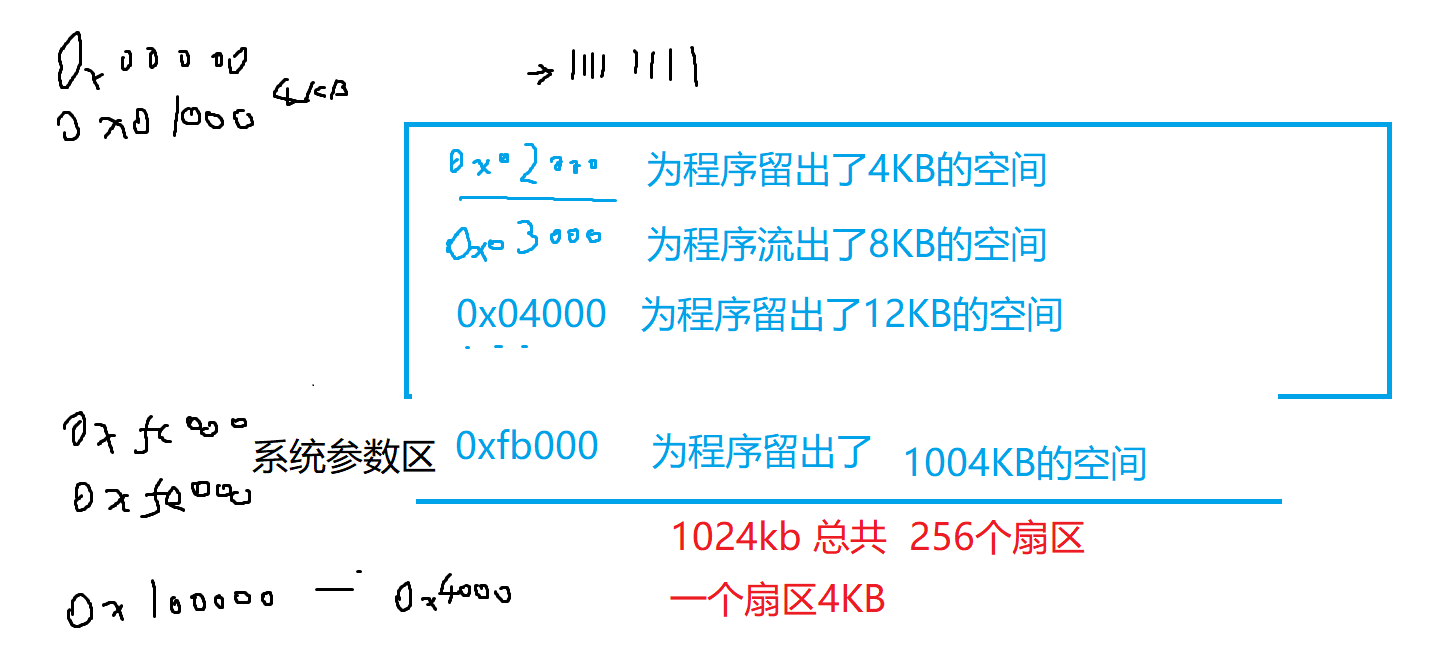 0x00000
0x01000 4KB
→ 1111 1111
0x02000 为程序留出了4KB的空间
0x03000 为程序流出了8KB的空间
0x04000 为程序留出了12KB的空间
0xfc000
系统参数区 0xfb000 为程序留出了 1004KB的空间
0xfe000
1024kb 总共 256个扇区
0x100000 — 0x4000
一个扇区4KB